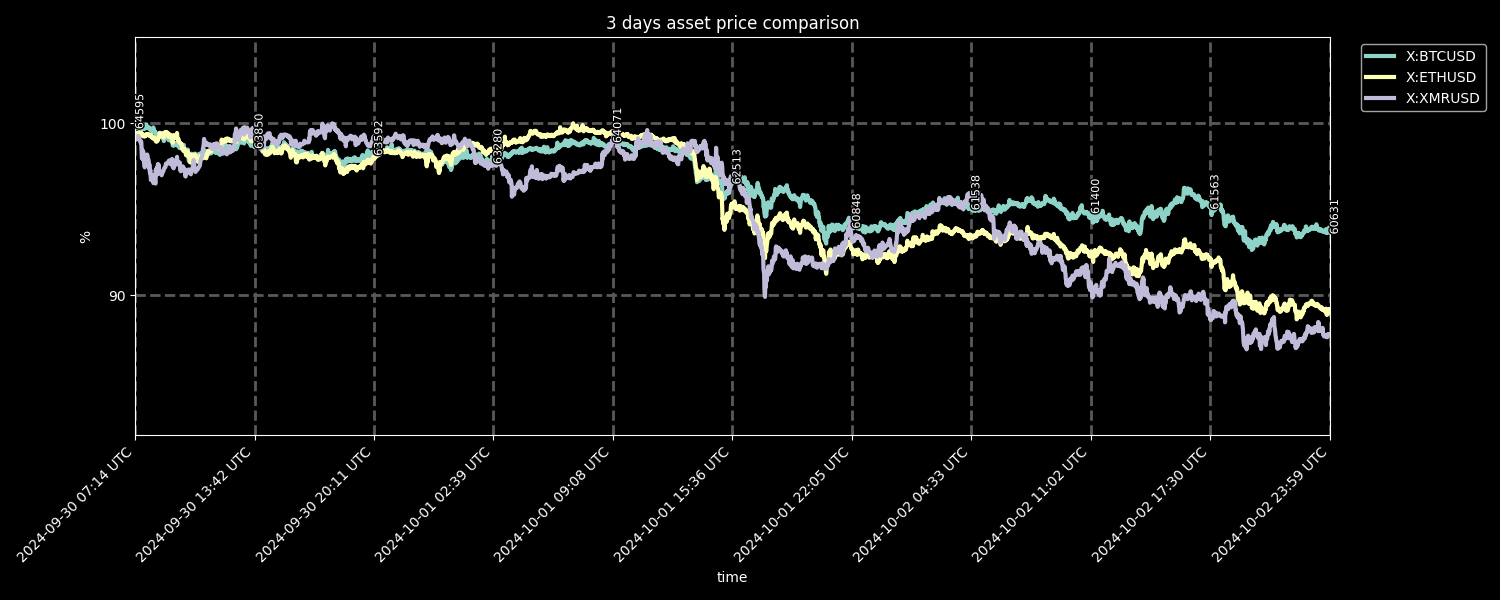 3 days asset price comparison
X:BTCUSD
X:ETHUSD
X:XMRUSD
%
100
90
64595
63850
63592
63280
64071
62513
60848
61538
61400
61563
60631
2024-09-30 07:14 UTC
2024-09-30 13:42 UTC
2024-09-30 20:11 UTC
2024-10-01 02:39 UTC
2024-10-01 09:08 UTC
2024-10-01 15:36 UTC
2024-10-01 22:05 UTC
2024-10-02 04:33 UTC
2024-10-02 11:02 UTC
2024-10-02 17:30 UTC
2024-10-02 23:59 UTC
time